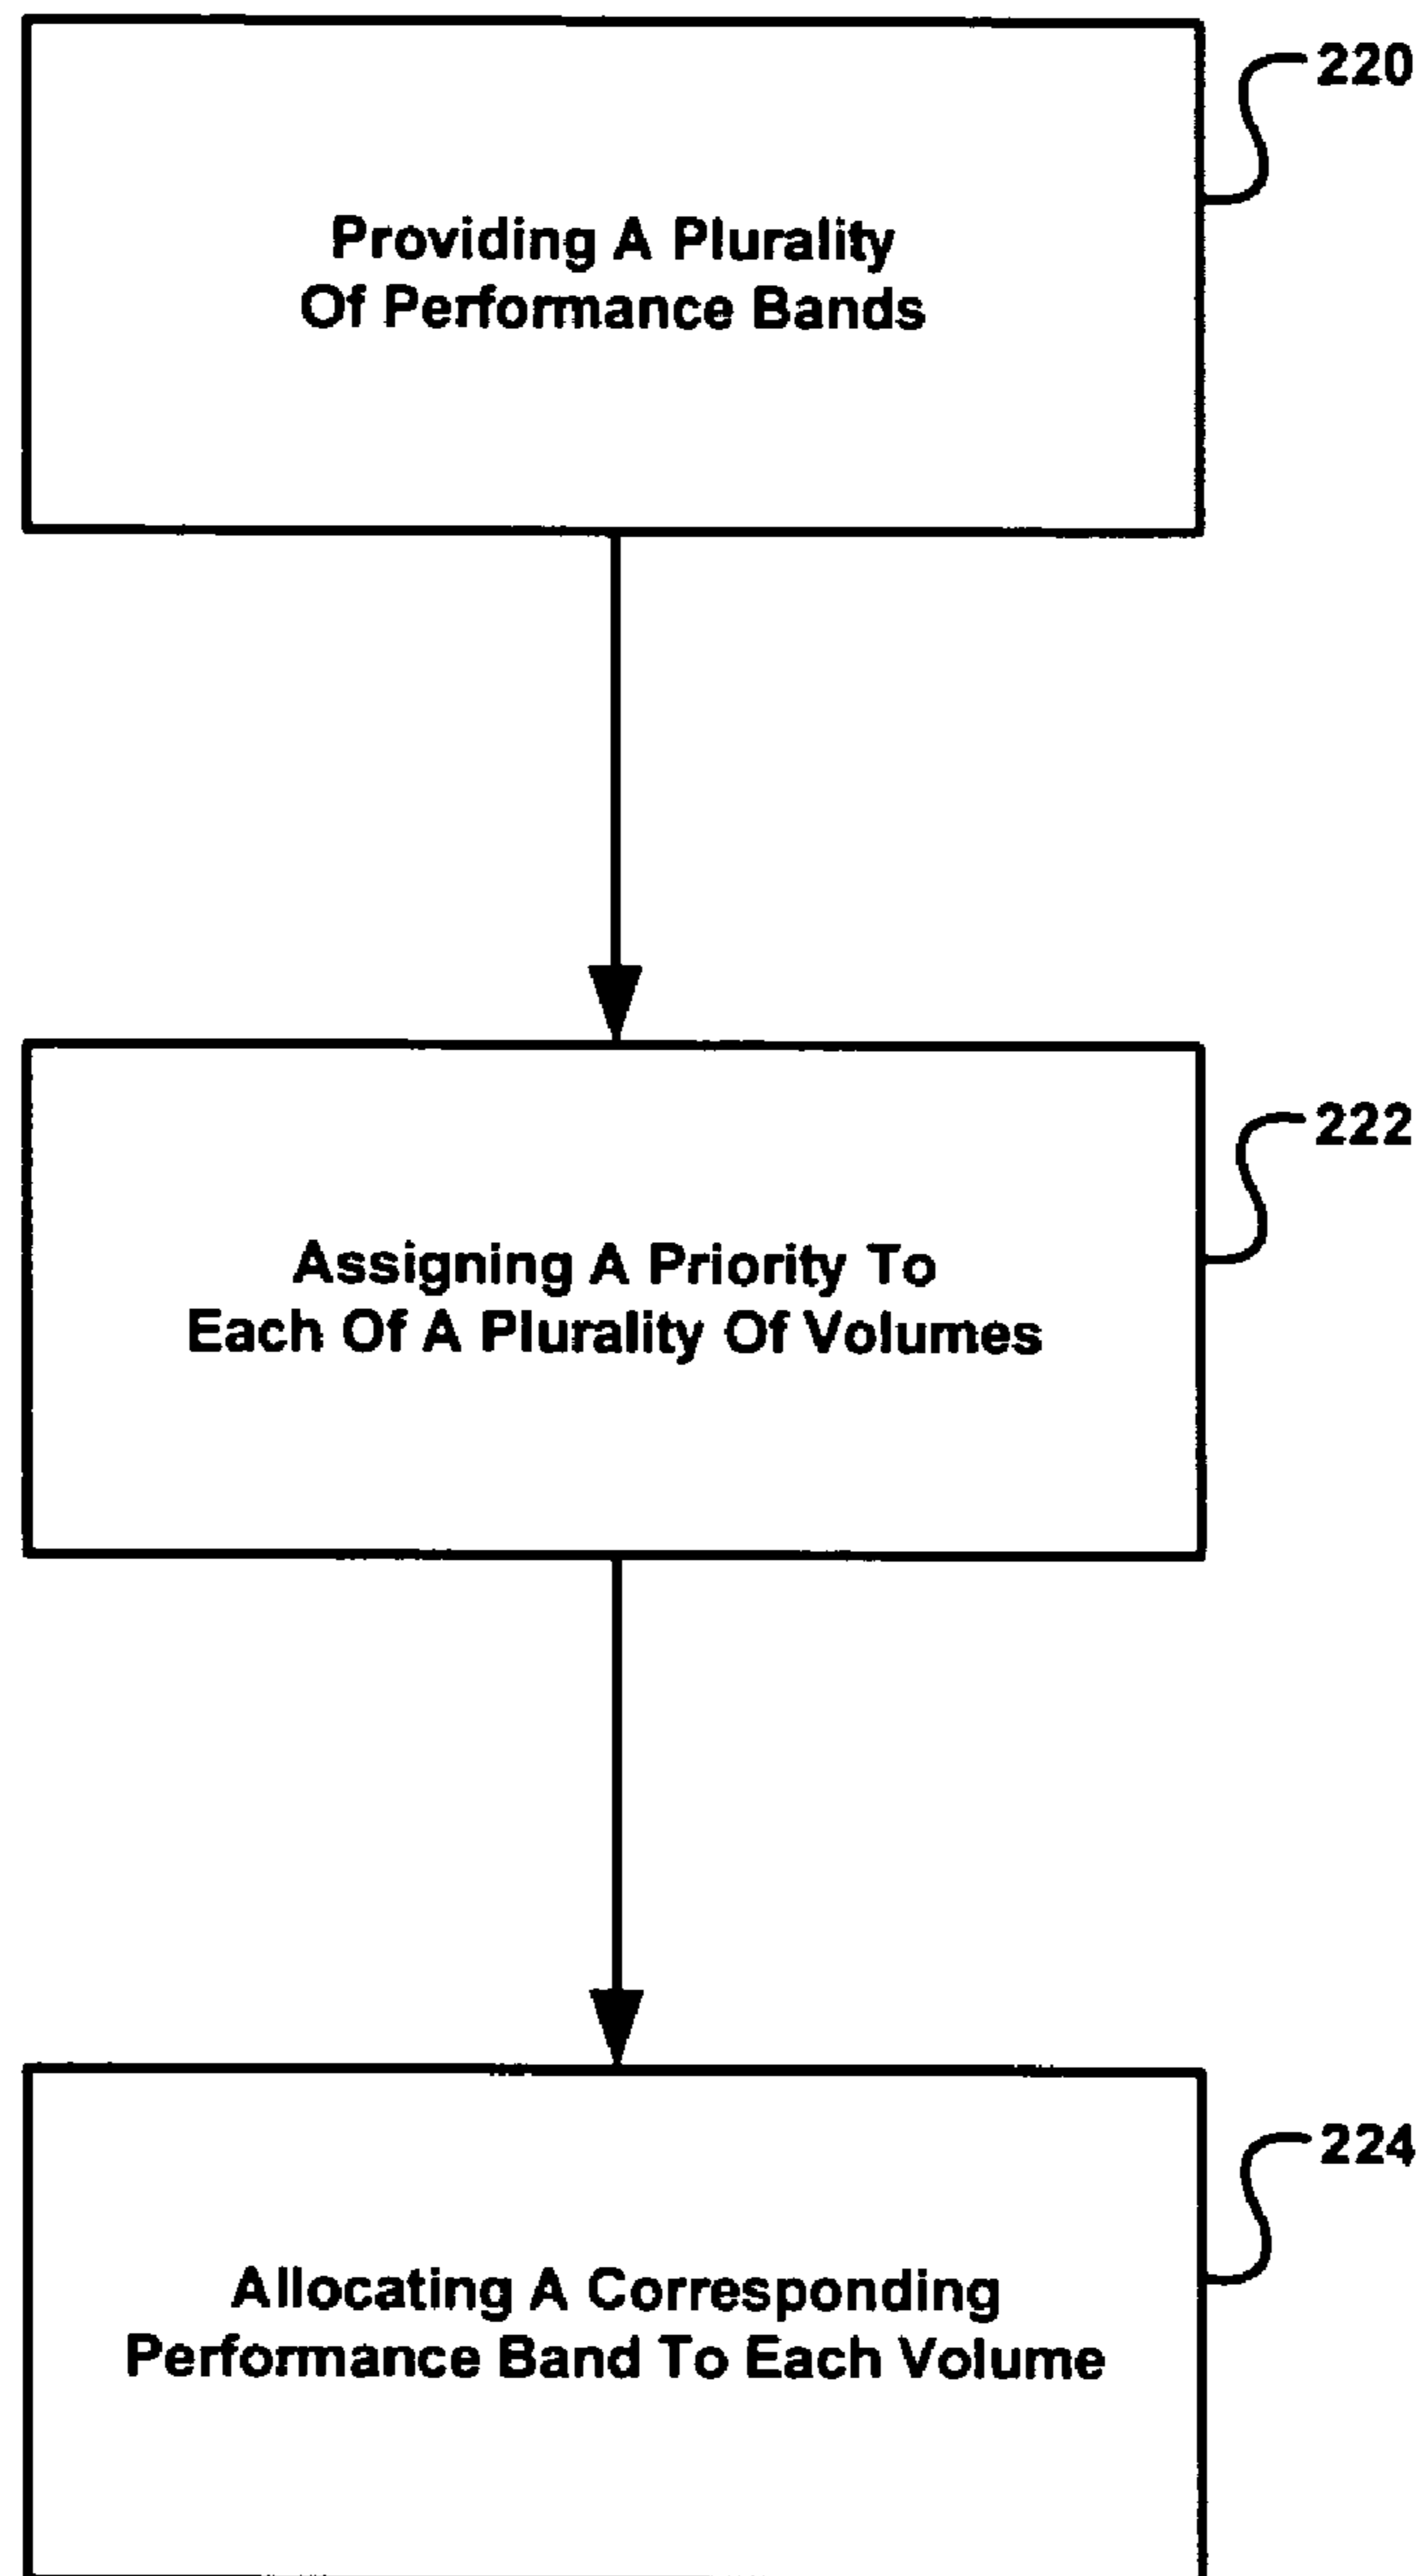 220
Providing A Plurality
Of Performance Bands
222
Assigning A Priority To
Each Of A Plurality Of Volumes
224
Allocating A Corresponding
Performance Band To Each Volume